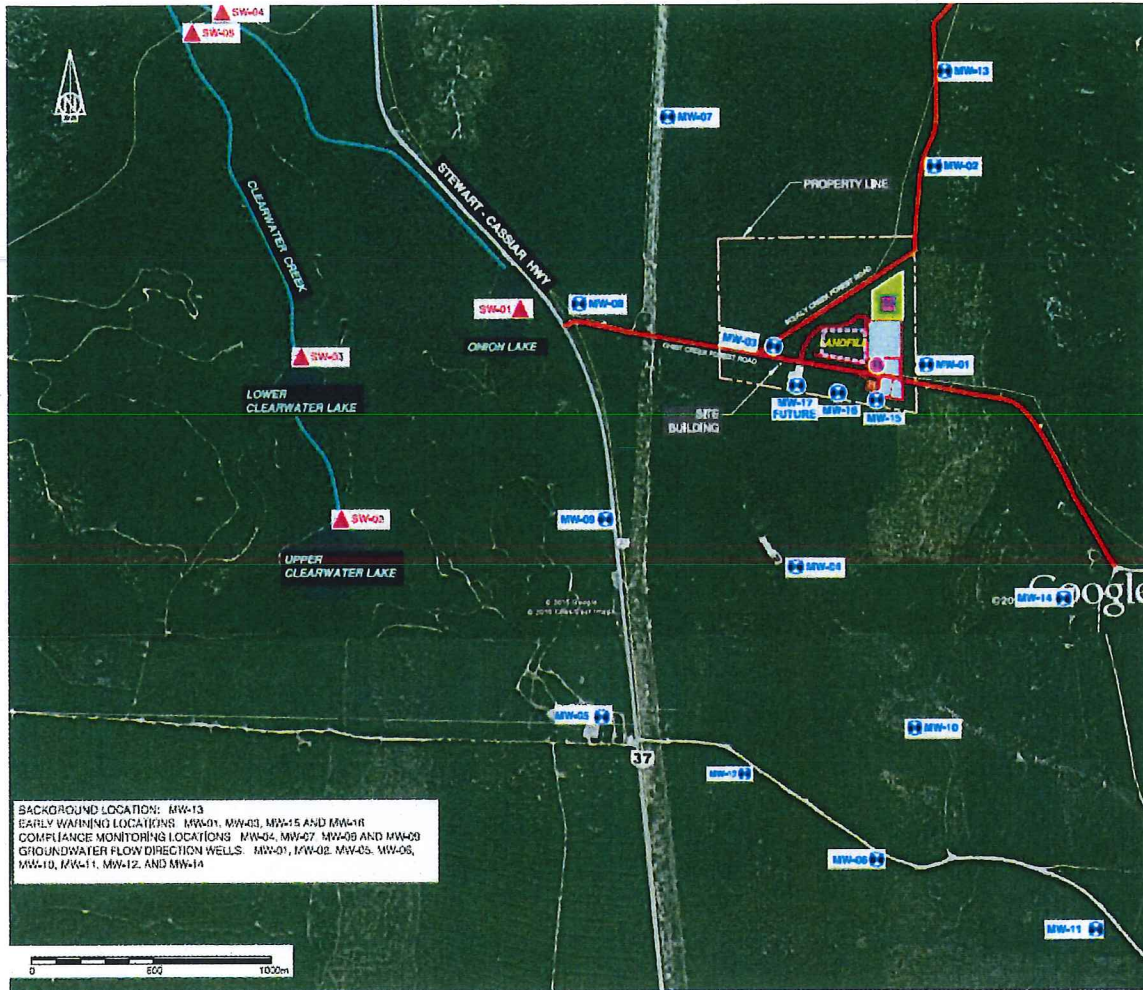 SW-04
SW-05
N
MW-13
MW-07
STEWART - CASSIAR HWY
MW-02
CLEARWATER CREEK
PROPERTY LINE
SW-01
MW-08
ONION LAKE
MW-03
LANDFILL
CHIST CREEK FOREST ROAD
MW-01
SW-03
LOWER
CLEARWATER LAKE
MW-17
FUTURE
MW-16
MW-15
SITE
BUILDING
SW-02
MW-09
UPPER
CLEARWATER LAKE
MW-04
MW-14
Google
MW-05
MW-10
37
MW-12
MW-06
MW-11
BACKGROUND LOCATION: MW-13
EARLY WARNING LOCATIONS: MW-01, MW-03, MW-15 AND MW-16
COMPLIANCE MONITORING LOCATIONS: MW-04, MW-07, MW-08 AND MW-09
GROUNDWATER FLOW DIRECTION WELLS: MW-01, MW-02, MW-05, MW-06,
MW-10, MW-11, MW-12, AND MW-14
0 500 1000m